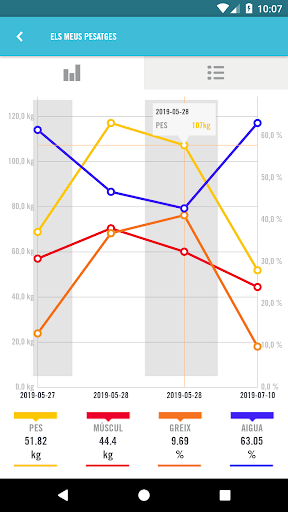 10:07
ELS MEUS PESATGES
2019-05-28
PES 107kg
120,0 kg
100,0 kg
80,0 kg
60,0 kg
40,0 kg
20,0 kg
0,0 kg
60,0 %
50,0 %
40,0 %
30,0 %
20,0 %
10,0 %
0,0 %
2019-05-27 2019-05-28 2019-05-28 2019-07-10
PES MÚSCUL GREIX AIGUA
51.82 44.4 9.69 63.05
kg kg % %